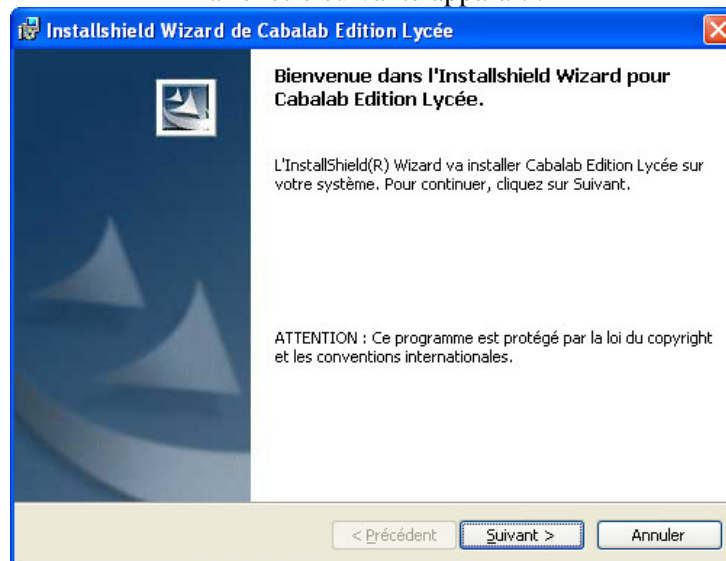 Installshield Wizard de Cabalab Edition Lycée
Bienvenue dans l'Installshield Wizard pour
Cabalab Edition Lycée.
L'InstallShield(R) Wizard va installer Cabalab Edition Lycée sur
votre système. Pour continuer, cliquez sur Suivant.
ATTENTION : Ce programme est protégé par la loi du copyright
et les conventions internationales.
< Précédent Suivant > Annuler